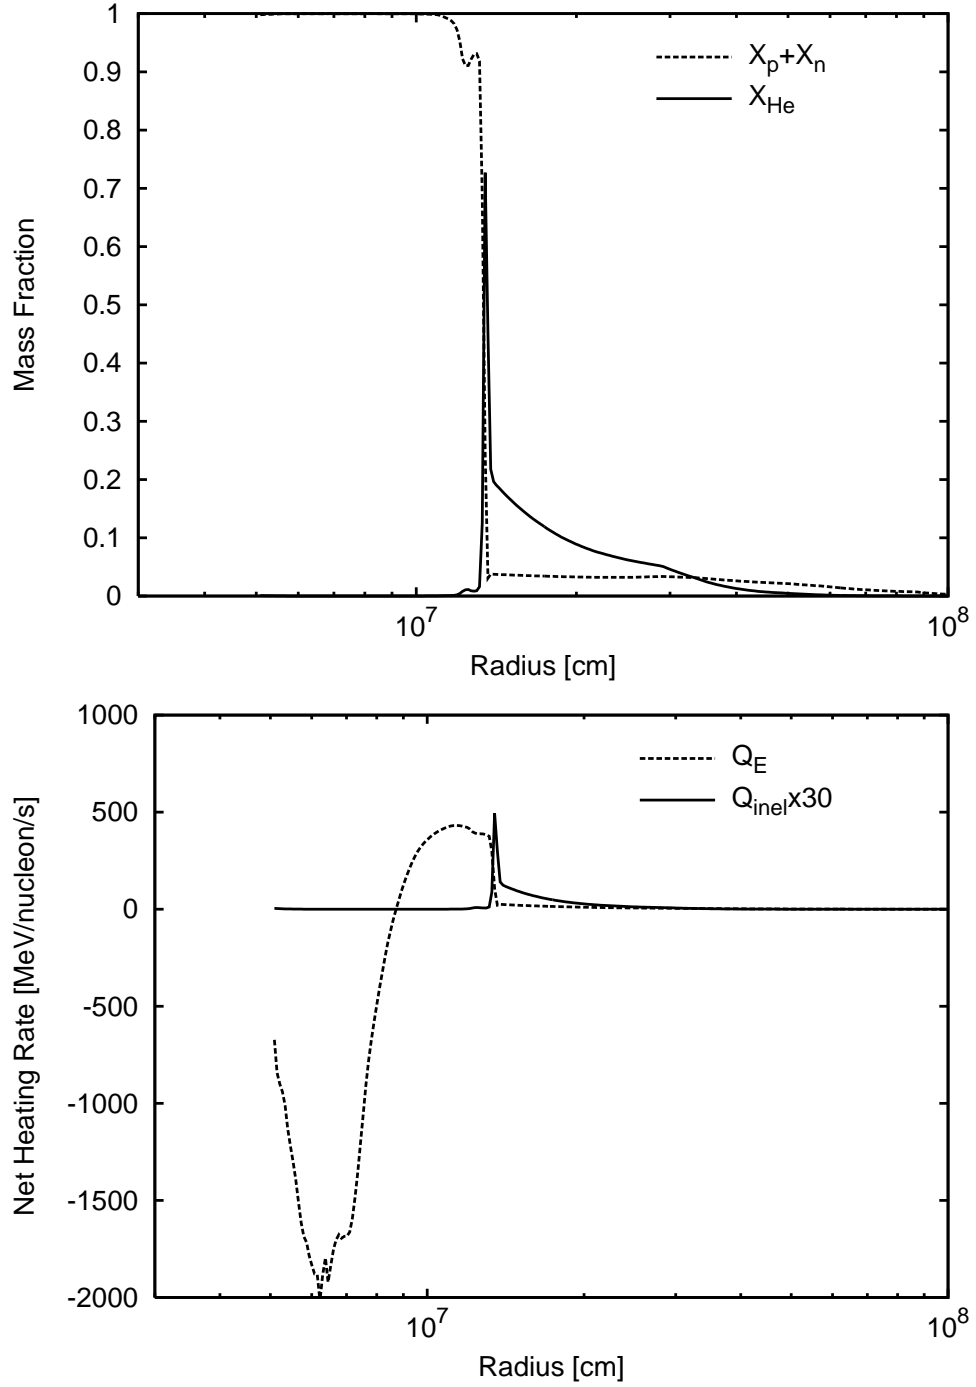 1
0.9
0.8
0.7
0.6
0.5
0.4
0.3
0.2
0.1
0
Mass Fraction
X_p+X_n
X_He
10^7
10^8
Radius [cm]
1000
500
0
-500
-1000
-1500
-2000
Net Heating Rate [MeV/nucleon/s]
Q_E
Q_inel x30
10^7
10^8
Radius [cm]